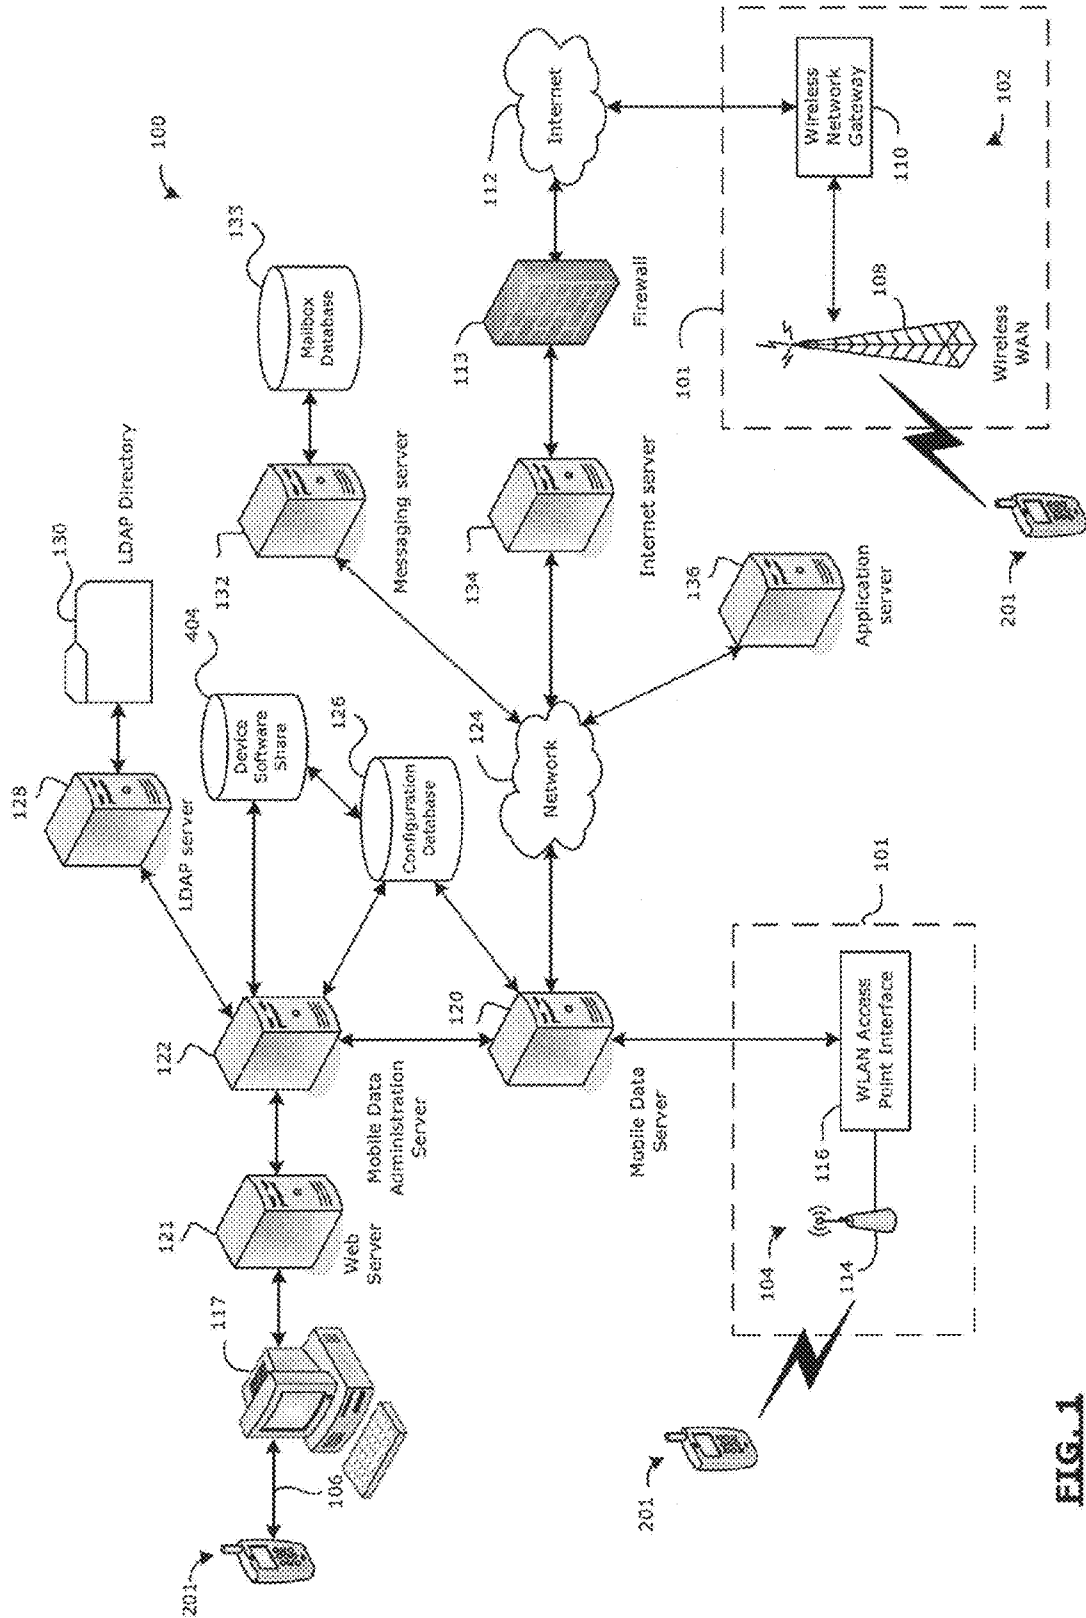 100
133
Mailbox
Database
LDAP Directory
130
128
LDAP server
404
Device
Software
Share
126
Configuration
Database
132
Messaging server
112
Internet
113
Firewall
134
Internet server
136
Application
server
124
Network
101
Wireless
Network
Gateway
110
102
108
Wireless
WAN
201
122
Mobile Data
Administration
Server
120
Mobile Data
Server
121
Web
Server
117
106
201
101
WLAN Access
Point Interface
116
104
114
201
FIG. 1